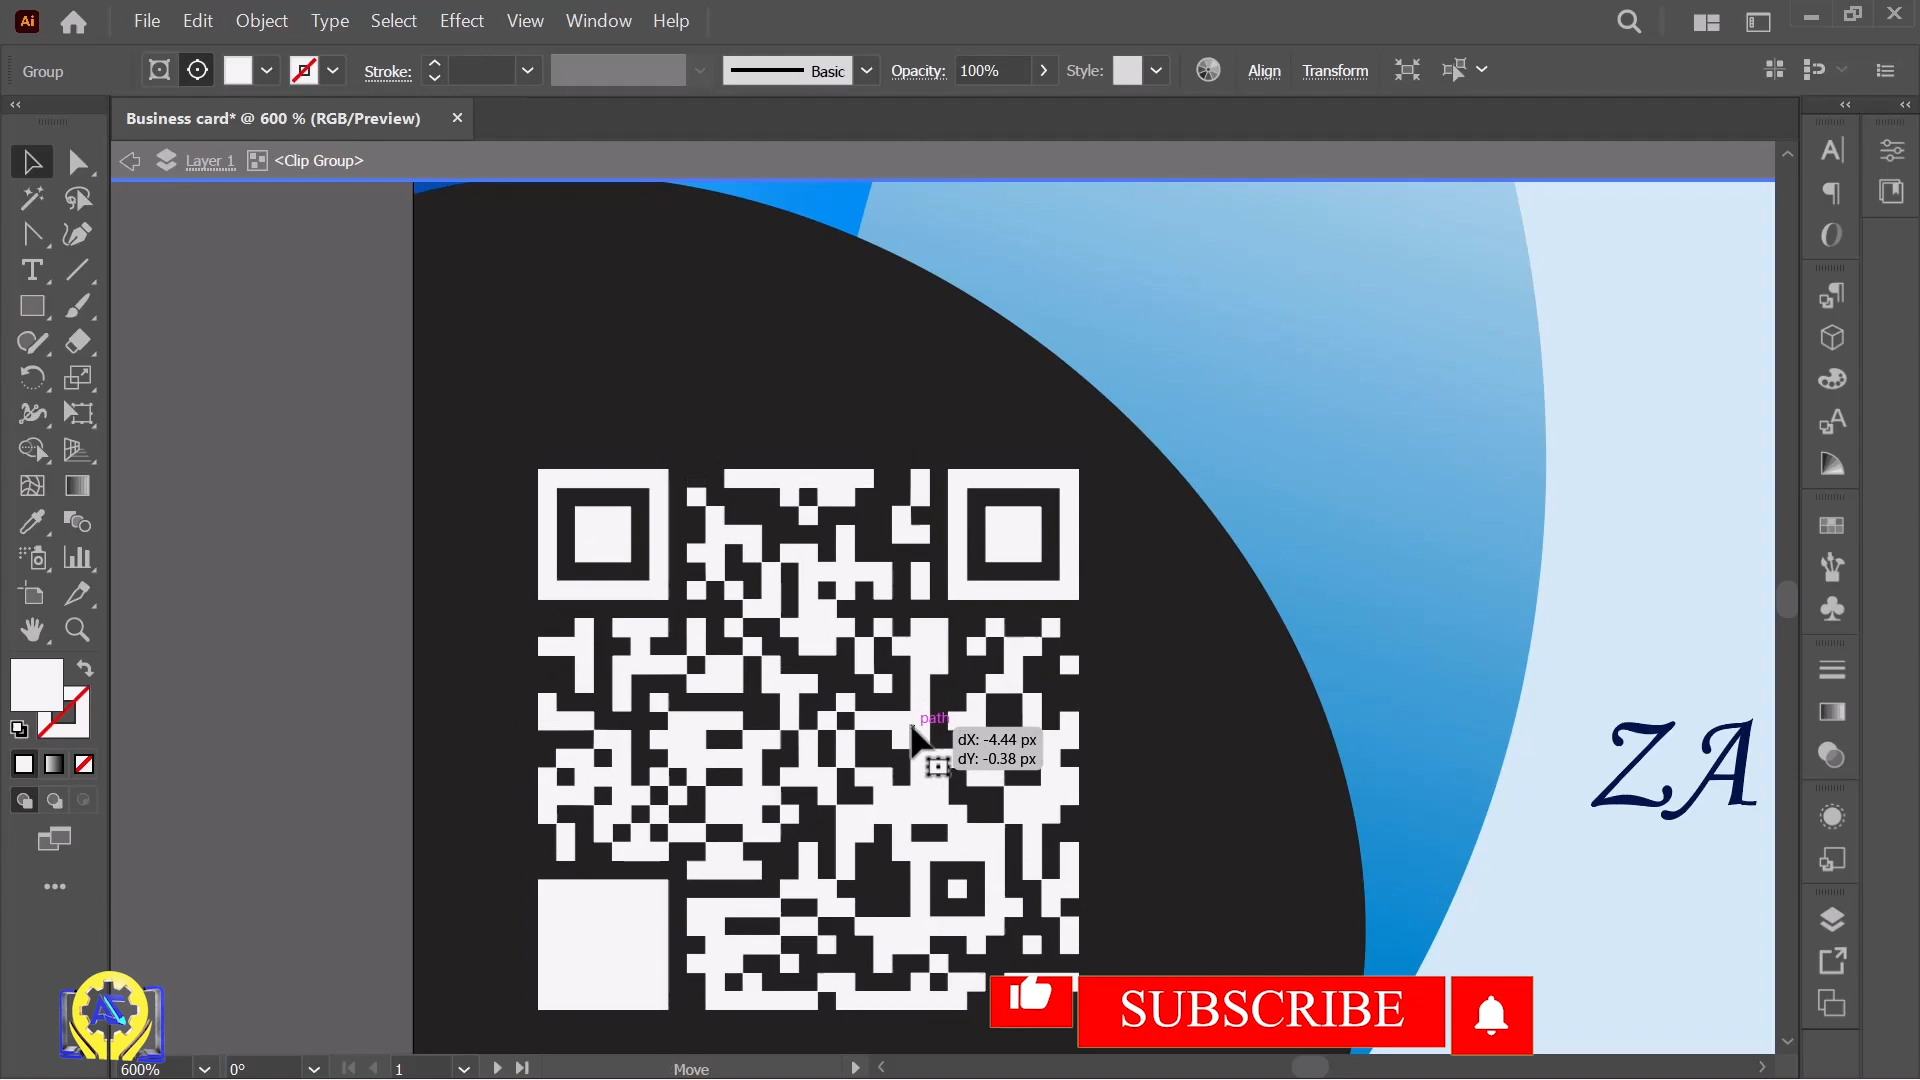 Ai File Edit Object Type Select Effect View Window Help
Group Stroke: Basic Opacity: 100% Style: Align Transform
Business card* @ 600 % (RGB/Preview)
Layer 1 <Clip Group>
path
dX: -4.44 px
dY: -0.38 px
ZA
SUBSCRIBE
600% 0° 1 Move